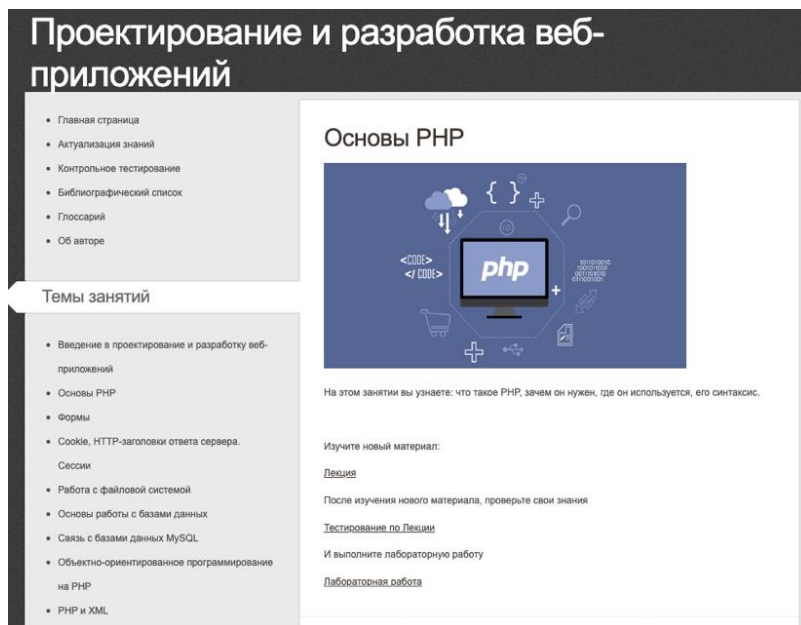 Проектирование и разработка веб-
приложений
Главная страница
Актуализация знаний
Контрольное тестирование
Библиографический список
Глоссарий
Об авторе
Темы занятий
Введение в проектирование и разработку веб-
приложений
Основы PHP
Формы
Cookie, HTTP-заголовки ответа сервера.
Сессии
Работа с файловой системой
Основы работы с базами данных
Связь с базами данных MySQL
Объектно-ориентированное программирование
на PHP
PHP и XML
Основы PHP
{ }
<CODE>
</ CODE>
php
На этом занятии вы узнаете: что такое PHP, зачем он нужен, где он используется, его синтаксис.
Изучите новый материал:
Лекция
После изучения нового материала, проверьте свои знания
Тестирование по Лекции
И выполните лабораторную работу
Лабораторная работа